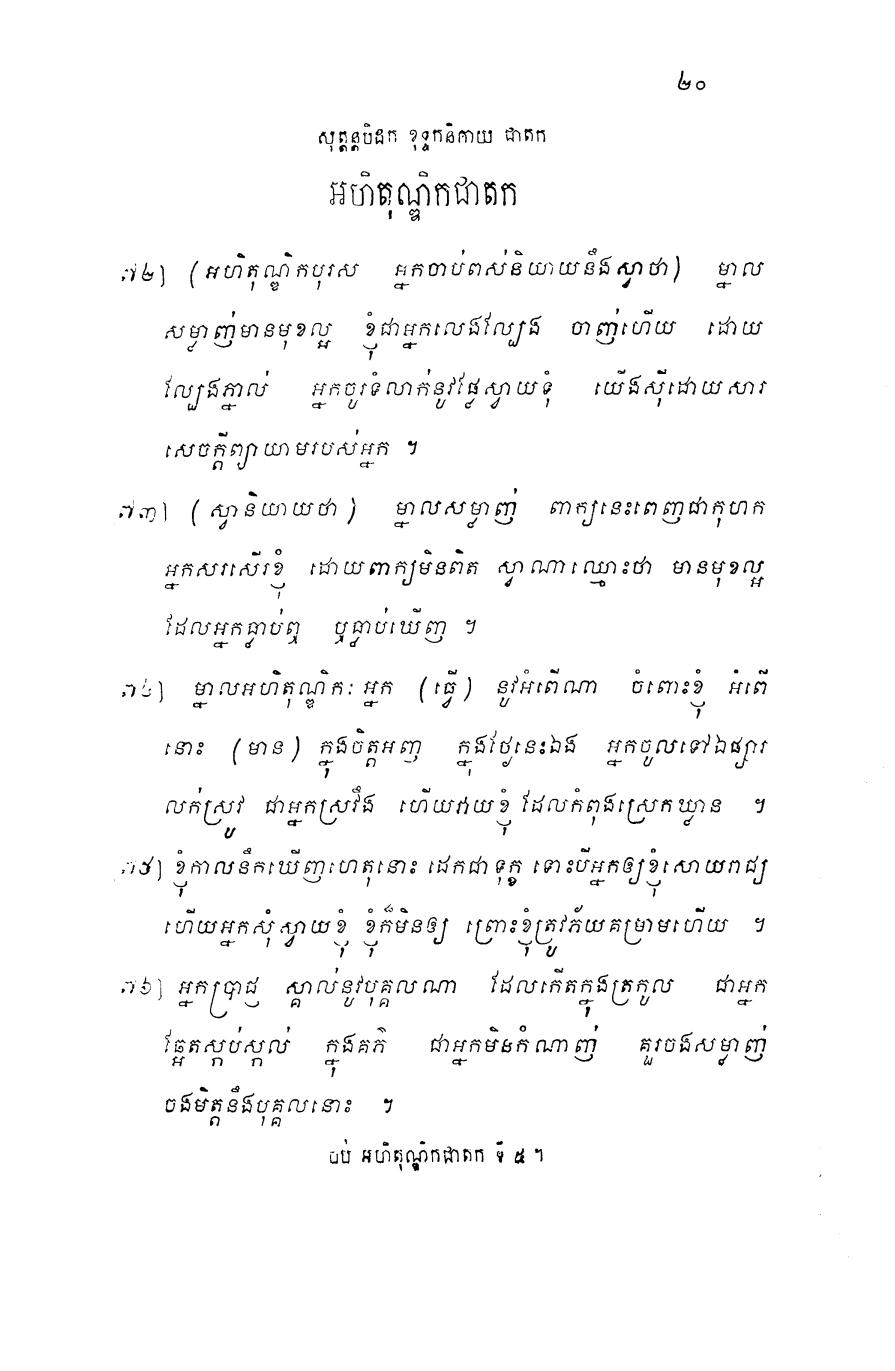 ២០
សុត្តន្តបិដក ខុទ្ទកនិកាយ ជាតក
អហិតុណ្ឌិកជាតក
៧២] (អហិតុណ្ឌិកបុរស អ្នកចាប់ពស់និយាយនឹងស្វាថា) ម្នាល
សម្លាញ់មានមុខល្អ ខ្ញុំជាអ្នកលេងល្បែង ចាញ់ហើយ ដោយ
ល្បែងភ្នាល់ អ្នកចូរទំលាក់នូវផ្លែស្វាយទុំ យើងស៊ីដោយសារ
សេចក្តីព្យាយាមរបស់អ្នក ។
៧៣] (ស្វានិយាយថា) ម្នាលសម្លាញ់ ពាក្យនេះពេញជាកុហក
អ្នកសរសើរខ្ញុំ ដោយពាក្យមិនពិត ស្វាណាឈ្មោះថា មានមុខល្អ
ដែលអ្នកធ្លាប់ឮ ឬធ្លាប់ឃើញ ។
៧៤] ម្នាលអហិតុណ្ឌិកៈ អ្នក (ធ្វើ) នូវអំពើណា ចំពោះខ្ញុំ អំពើ
នោះ (មាន) ក្នុងចិត្តអញ ក្នុងថ្ងៃនេះឯង អ្នកចូលទៅឯផ្សារ
លក់ស្រូវ ជាអ្នកស្រវឹង ហើយវាយខ្ញុំ ដែលកំពុងស្រេកឃ្លាន ។
៧៥] ខ្ញុំកាលនឹកឃើញហេតុនោះ ដេកជាទុក្ខ ទោះបីអ្នកឲ្យខ្ញុំសោយរាជ្យ
ហើយអ្នកសុំស្វាយខ្ញុំ ខ្ញុំក៏មិនឲ្យ ព្រោះខ្ញុំត្រូវភ័យគម្រាមហើយ ។
៧៦] អ្នកប្រាជ្ញ ស្គាល់នូវបុគ្គលណា ដែលកើតក្នុងត្រកូល ជាអ្នក
ឆ្អែតស្កប់ស្កល់ ក្នុងគភ៌ ជាអ្នកមិនកំណាញ់ គួរចងសម្លាញ់
ចងមិត្តនឹងបុគ្គលនោះ ។
ចប់ អហិតុណ្ឌិកជាតក ទី ៥ ។